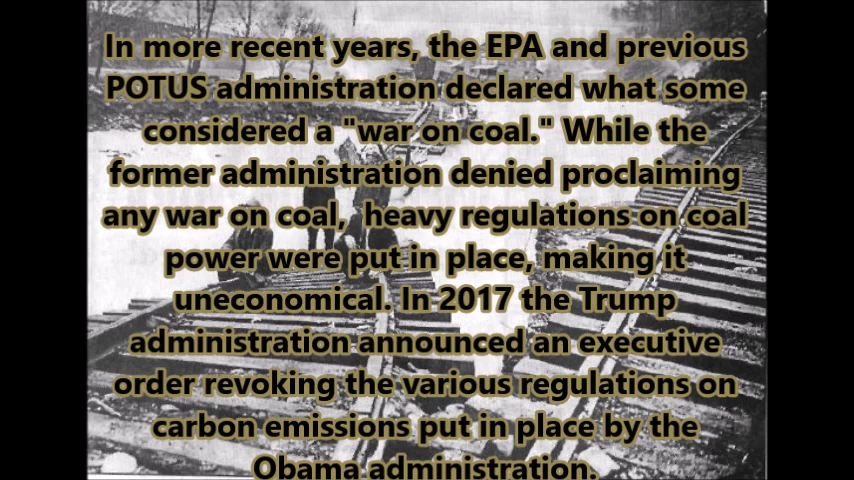 In more recent years, the EPA and previous
POTUS administration declared what some
considered a "war on coal." While the
former administration denied proclaiming
any war on coal,  heavy regulations on coal
power were put in place, making it
uneconomical. In 2017 the Trump
administration announced an executive
order revoking the various regulations on
carbon emissions put in place by the
Obama administration.